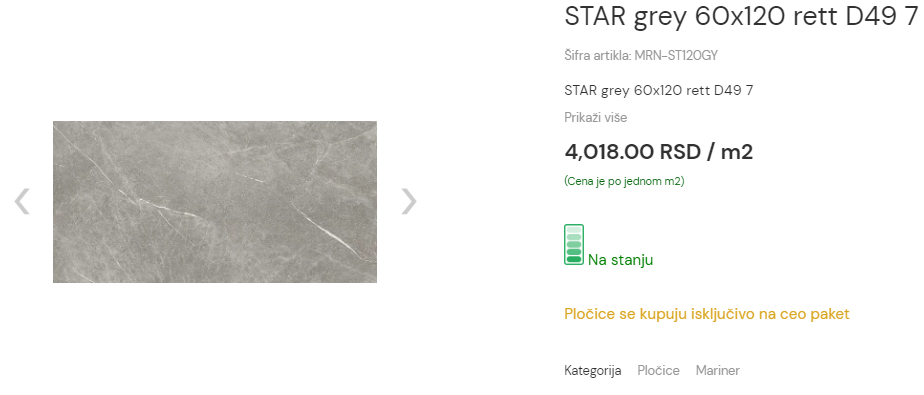 STAR grey 60x120 rett D49 7
Šifra artikla: MRN-ST120GY
STAR grey 60x120 rett D49 7
Prikaži više
4,018.00 RSD / m2
(Cena je po jednom m2)
Na stanju
Pločice se kupuju isključivo na ceo paket
Kategorija Pločice Mariner